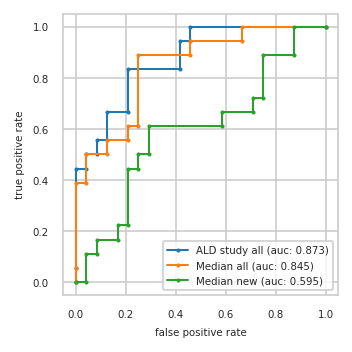 1.0
0.8
0.6
0.4
0.2
0.0
true positive rate
ALD study all (auc: 0.873)
Median all (auc: 0.845)
Median new (auc: 0.595)
0.0 0.2 0.4 0.6 0.8 1.0
false positive rate